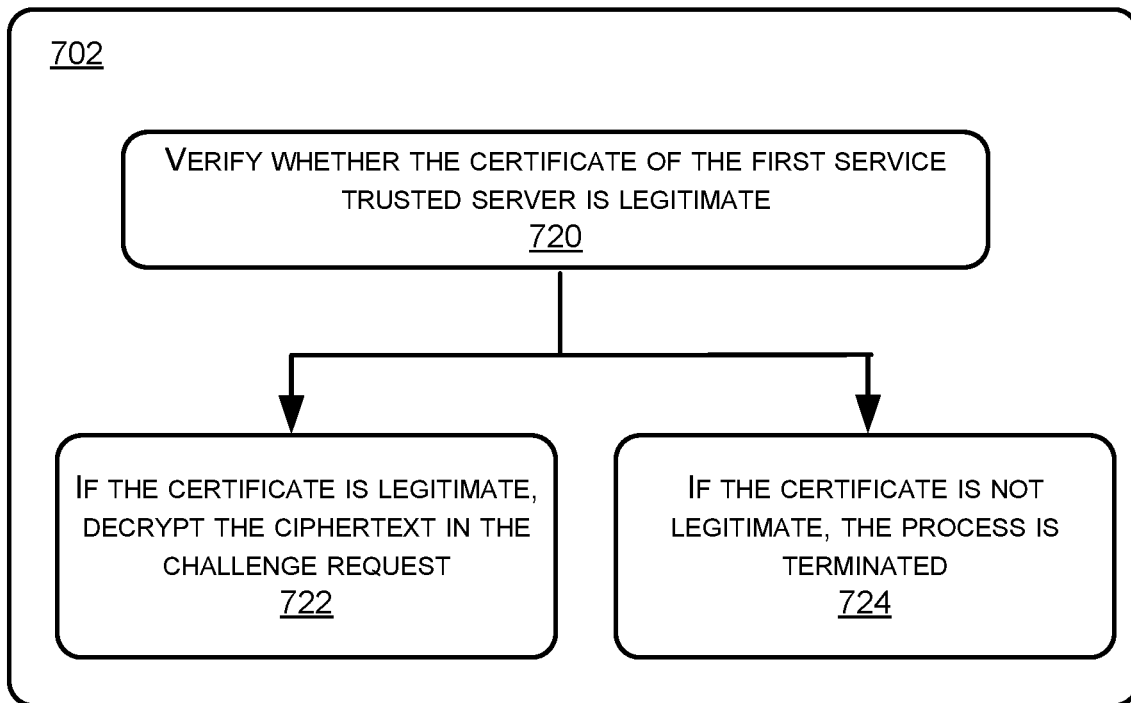 702
VERIFY WHETHER THE CERTIFICATE OF THE FIRST SERVICE
TRUSTED SERVER IS LEGITIMATE
720
IF THE CERTIFICATE IS LEGITIMATE,
DECRYPT THE CIPHERTEXT IN THE
CHALLENGE REQUEST
722
IF THE CERTIFICATE IS NOT
LEGITIMATE, THE PROCESS IS
TERMINATED
724